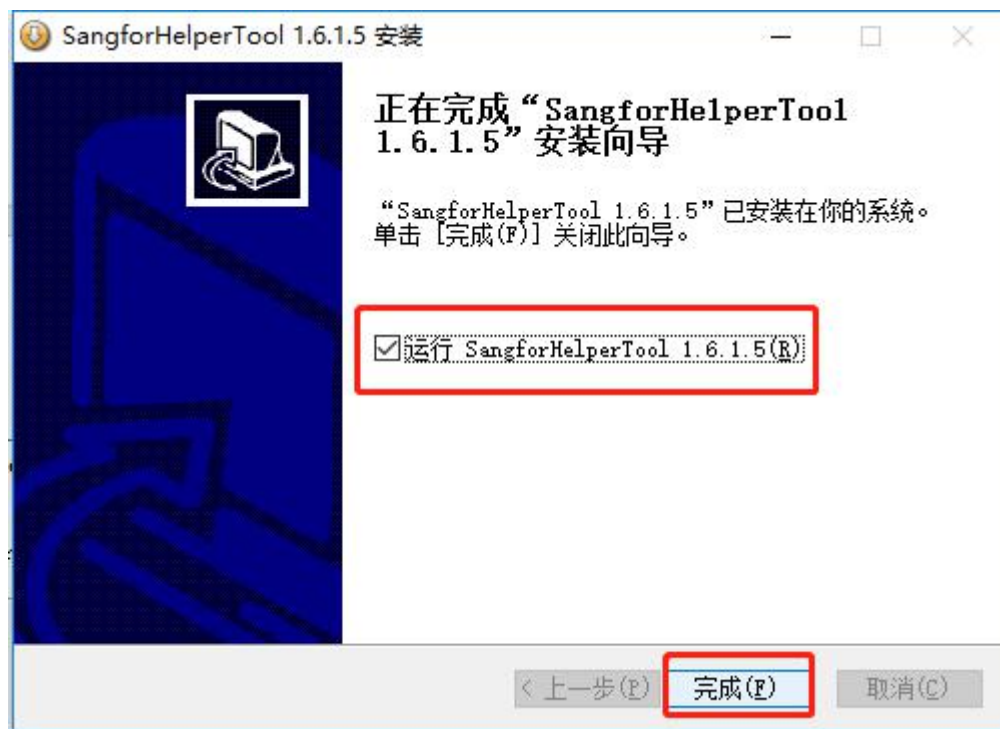 SangforHelperTool 1.6.1.5 安装
正在完成“SangforHelperTool
1.6.1.5”安装向导
“SangforHelperTool 1.6.1.5”已安装在你的系统。
单击 [完成(F)] 关闭此向导。
运行 SangforHelperTool 1.6.1.5(R)
< 上一步(P) 完成(F) 取消(C)